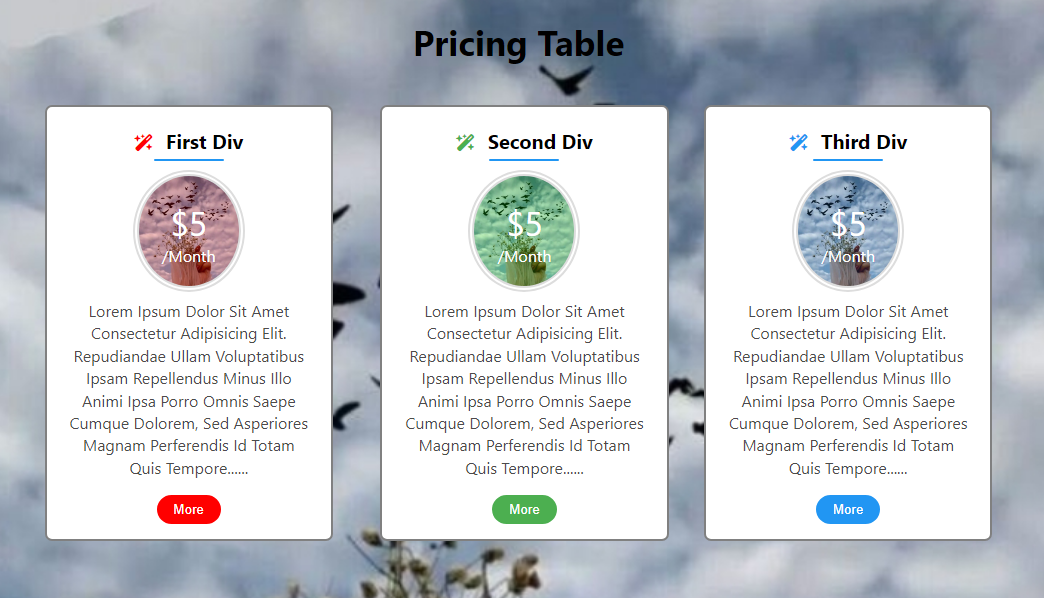 Pricing Table
First Div
$5
/Month
Lorem Ipsum Dolor Sit Amet
Consectetur Adipisicing Elit.
Repudiandae Ullam Voluptatibus
Ipsam Repellendus Minus Illo
Animi Ipsa Porro Omnis Saepe
Cumque Dolorem, Sed Asperiores
Magnam Perferendis Id Totam
Quis Tempore......
More
Second Div
$5
/Month
Lorem Ipsum Dolor Sit Amet
Consectetur Adipisicing Elit.
Repudiandae Ullam Voluptatibus
Ipsam Repellendus Minus Illo
Animi Ipsa Porro Omnis Saepe
Cumque Dolorem, Sed Asperiores
Magnam Perferendis Id Totam
Quis Tempore......
More
Third Div
$5
/Month
Lorem Ipsum Dolor Sit Amet
Consectetur Adipisicing Elit.
Repudiandae Ullam Voluptatibus
Ipsam Repellendus Minus Illo
Animi Ipsa Porro Omnis Saepe
Cumque Dolorem, Sed Asperiores
Magnam Perferendis Id Totam
Quis Tempore......
More